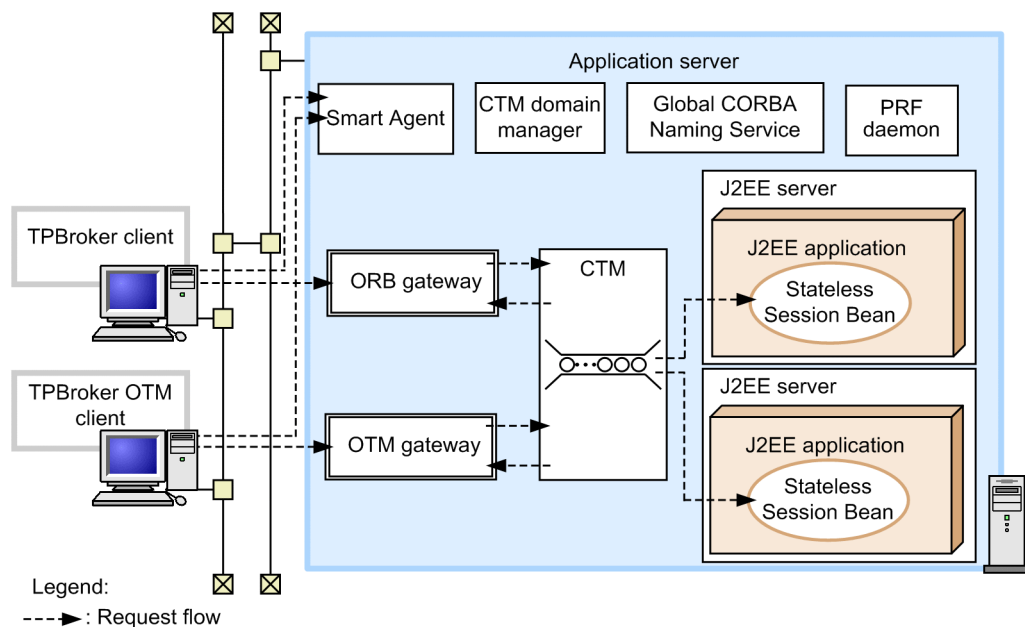 Application server
Smart Agent
CTM domain
manager
Global CORBA
Naming Service
PRF
daemon
TPBroker client
TPBroker OTM
client
ORB gateway
OTM gateway
CTM
J2EE server
J2EE application
Stateless
Session Bean
J2EE server
J2EE application
Stateless
Session Bean
Legend:
: Request flow